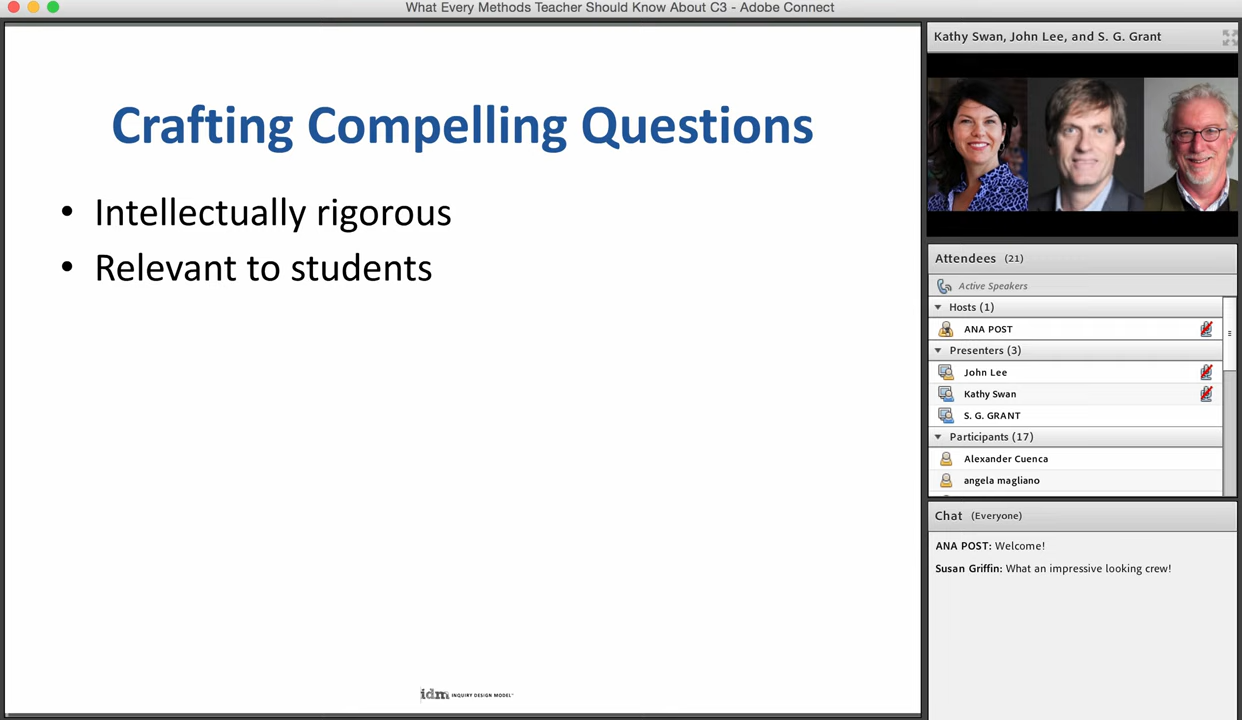 What Every Methods Teacher Should Know About C3 - Adobe Connect
Crafting Compelling Questions
• Intellectually rigorous
• Relevant to students
idm INQUIRY DESIGN MODEL™
Kathy Swan, John Lee, and S. G. Grant
Attendees (21)
Active Speakers
Hosts (1)
ANA POST
Presenters (3)
John Lee
Kathy Swan
S. G. GRANT
Participants (17)
Alexander Cuenca
angela magliano
Chat (Everyone)
ANA POST: Welcome!
Susan Griffin: What an impressive looking crew!